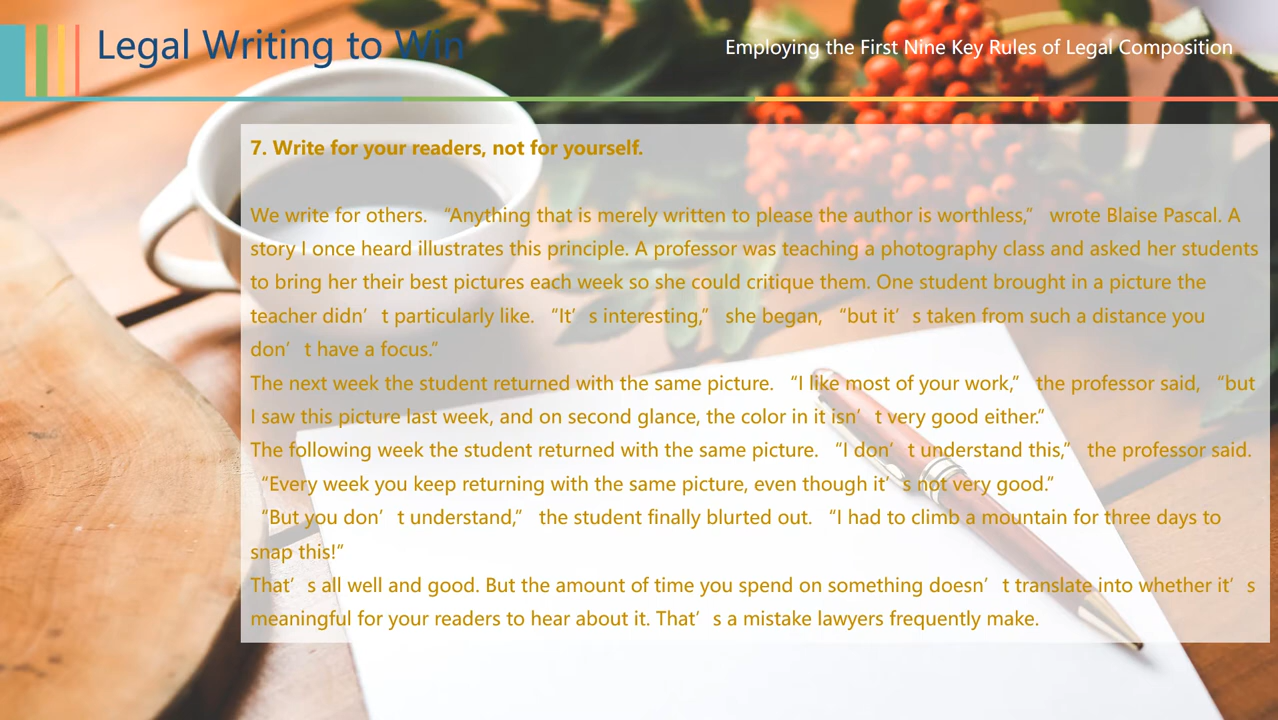 Legal Writing to Win
Employing the First Nine Key Rules of Legal Composition
7. Write for your readers, not for yourself.
We write for others. “Anything that is merely written to please the author is worthless,” wrote Blaise Pascal. A
story I once heard illustrates this principle. A professor was teaching a photography class and asked her students
to bring her their best pictures each week so she could critique them. One student brought in a picture the
teacher didn’t particularly like. “It’s interesting,” she began, “but it’s taken from such a distance you
don’t have a focus.”
The next week the student returned with the same picture. “I like most of your work,” the professor said, “but
I saw this picture last week, and on second glance, the color in it isn’t very good either.”
The following week the student returned with the same picture. “I don’t understand this,” the professor said.
“Every week you keep returning with the same picture, even though it’s not very good.”
“But you don’t understand,” the student finally blurted out. “I had to climb a mountain for three days to
snap this!”
That’s all well and good. But the amount of time you spend on something doesn’t translate into whether it’s
meaningful for your readers to hear about it. That’s a mistake lawyers frequently make.